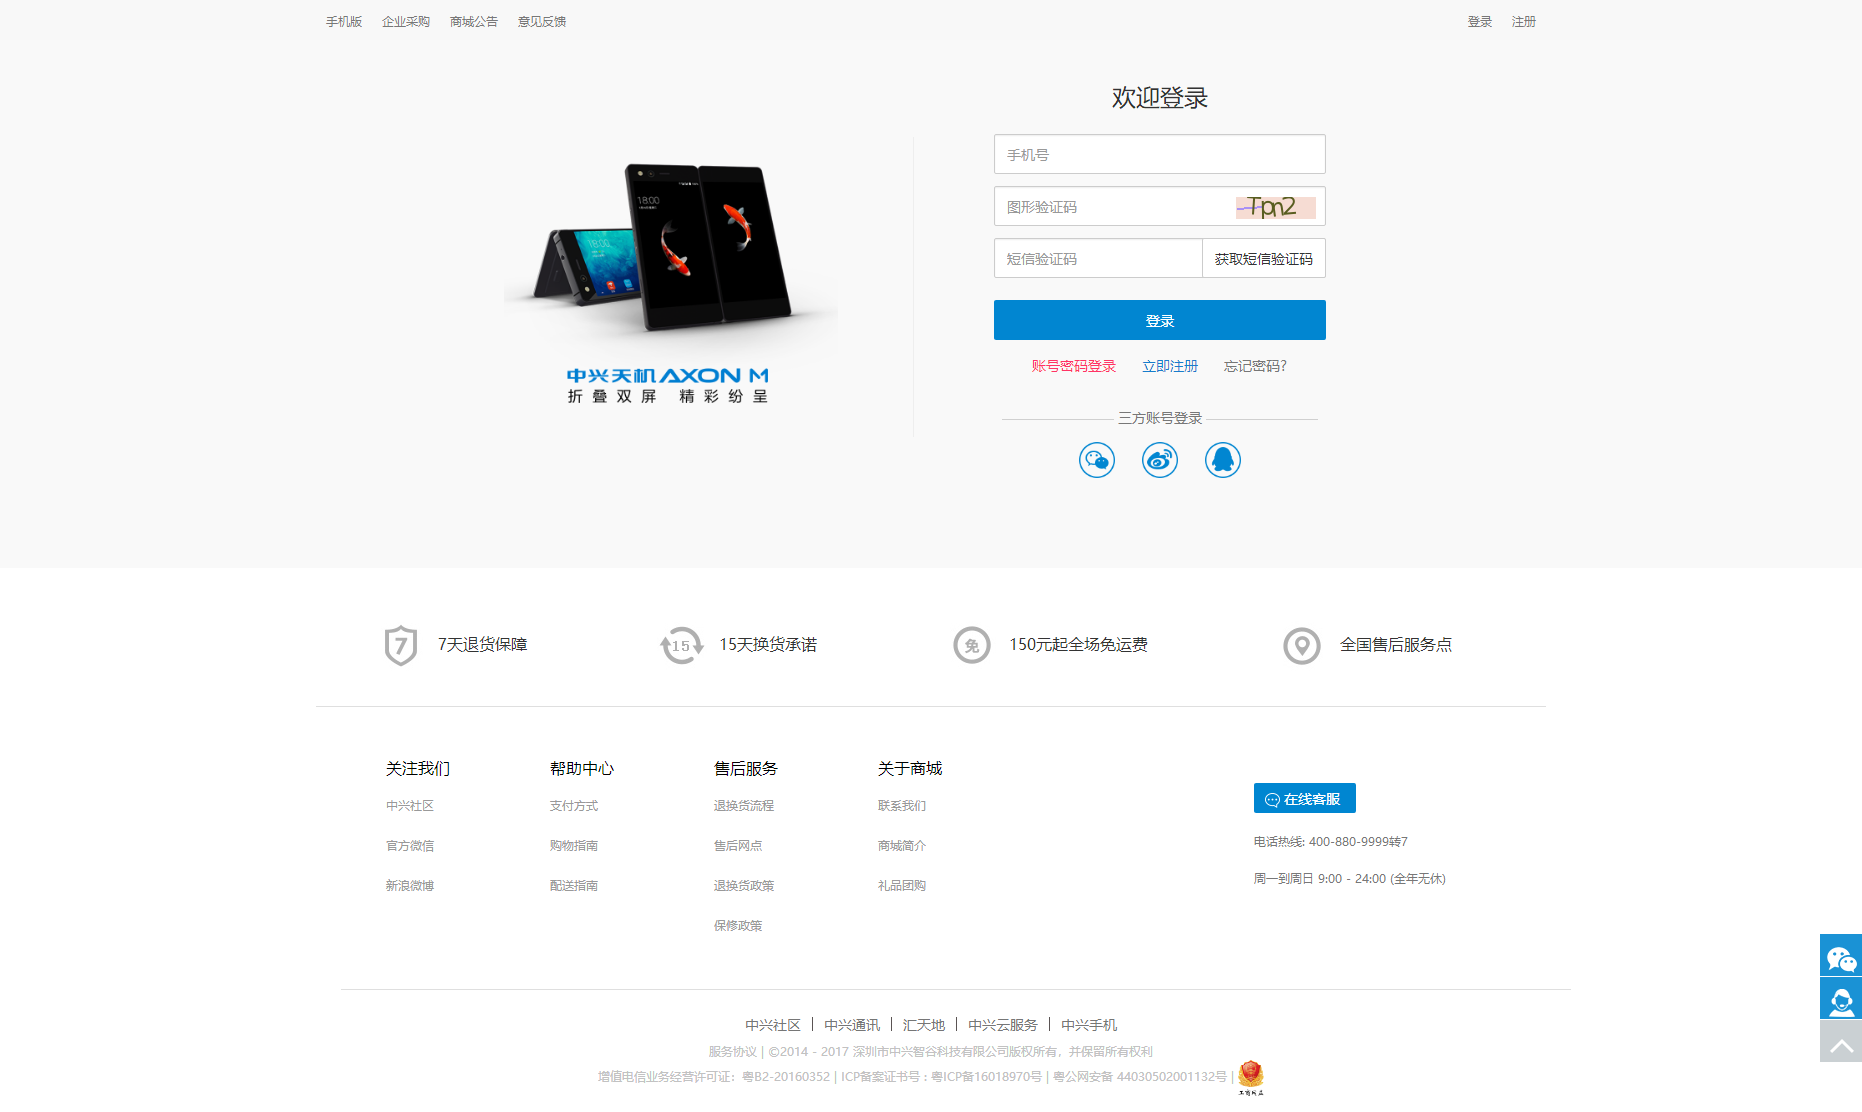 手机版 企业采购 商城公告 意见反馈 登录 注册
欢迎登录
手机号
图形验证码 Tpn2
短信验证码 获取短信验证码
登录
账号密码登录 立即注册 忘记密码?
三方账号登录
18:00
18:00
中兴天机 AXON M
折叠双屏 精彩纷呈
7 7天退货保障 15 15天换货承诺 免 150元起全场免运费 全国售后服务点
关注我们 帮助中心 售后服务 关于商城
中兴社区 支付方式 退换货流程 联系我们
官方微信 购物指南 售后网点 商城简介
新浪微博 配送指南 退换货政策 礼品团购
保修政策
在线客服
电话热线: 400-880-9999转7
周一到周日 9:00 - 24:00 (全年无休)
中兴社区 | 中兴通讯 | 汇天地 | 中兴云服务 | 中兴手机
服务协议 | ©2014 - 2017 深圳市中兴智谷科技有限公司版权所有，并保留所有权利
增值电信业务经营许可证：粤B2-20160352 | ICP备案证书号 : 粤ICP备16018970号 | 粤公网安备 44030502001132号 |